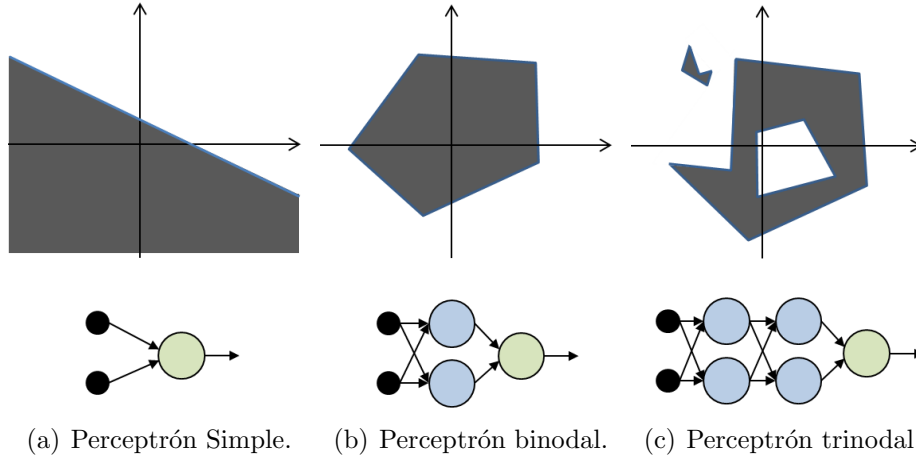 (a) Perceptrón Simple.
(b) Perceptrón binodal.
(c) Perceptrón trinodal